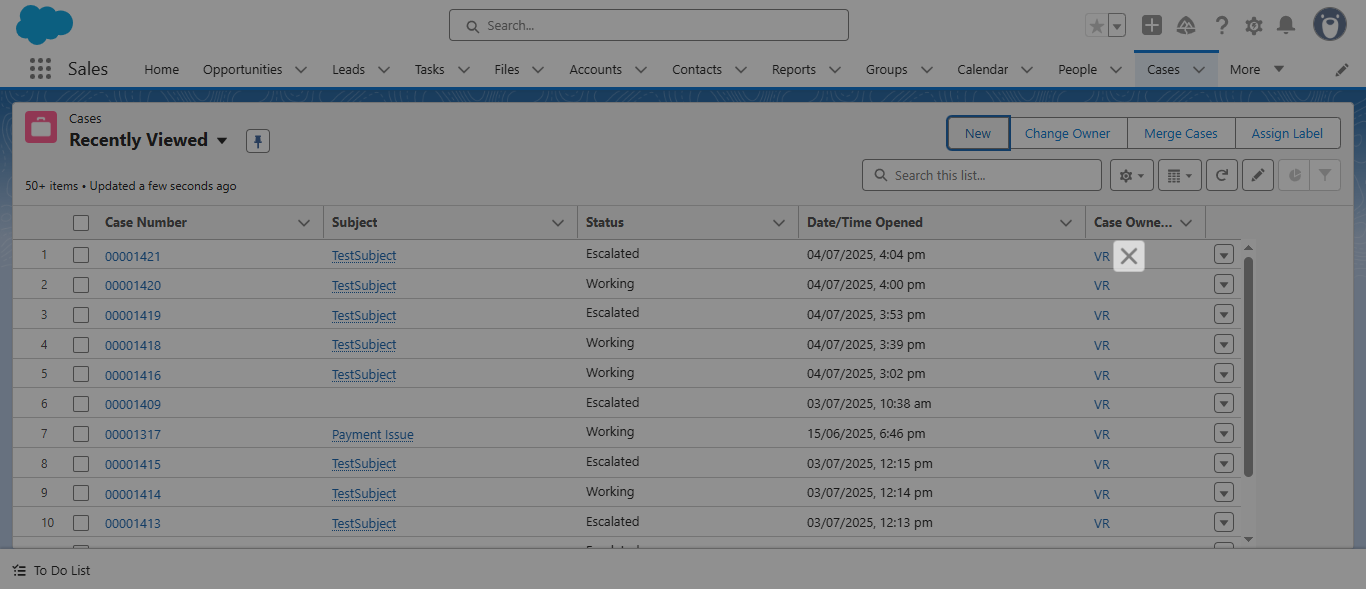 Search...
Sales Home Opportunities Leads Tasks Files Accounts Contacts Reports Groups Calendar People Cases More
Cases
Recently Viewed
New Change Owner Merge Cases Assign Label
50+ items • Updated a few seconds ago
Search this list...
Case Number Subject Status Date/Time Opened Case Owne...
1 00001421 TestSubject Escalated 04/07/2025, 4:04 pm VR
2 00001420 TestSubject Working 04/07/2025, 4:00 pm VR
3 00001419 TestSubject Escalated 04/07/2025, 3:53 pm VR
4 00001418 TestSubject Working 04/07/2025, 3:39 pm VR
5 00001416 TestSubject Working 04/07/2025, 3:02 pm VR
6 00001409 Escalated 03/07/2025, 10:38 am VR
7 00001317 Payment Issue Working 15/06/2025, 6:46 pm VR
8 00001415 TestSubject Escalated 03/07/2025, 12:15 pm VR
9 00001414 TestSubject Working 03/07/2025, 12:14 pm VR
10 00001413 TestSubject Escalated 03/07/2025, 12:13 pm VR
To Do List